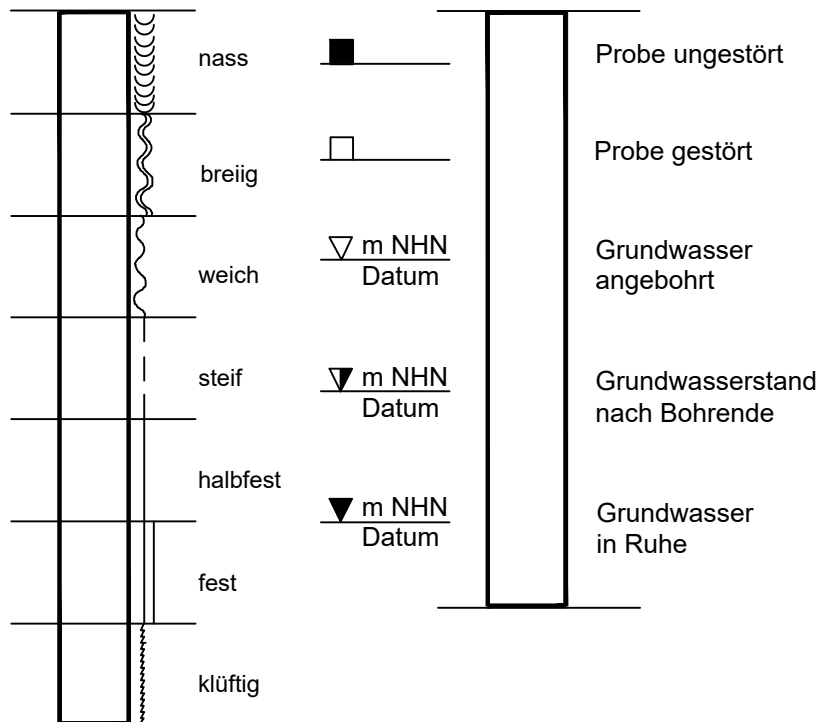 nass
breiig
weich
steif
halbfest
fest
klüftig
m NHN
Datum
m NHN
Datum
m NHN
Datum
Probe ungestört
Probe gestört
Grundwasser
angebohrt
Grundwasserstand
nach Bohrende
Grundwasser
in Ruhe